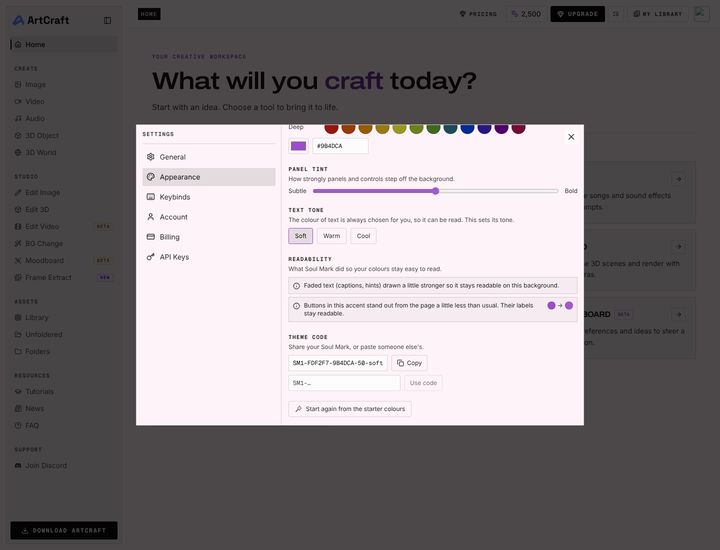 ArtCraft
HOME
PRICING
2,500
UPGRADE
MY LIBRARY
Home
CREATE
Image
Video
Audio
3D Object
3D World
STUDIO
Edit Image
Edit 3D
Edit Video BETA
BG Change
Moodboard BETA
Frame Extract NEW
ASSETS
Library
Unfoldered
Folders
RESOURCES
Tutorials
News
FAQ
SUPPORT
Join Discord
DOWNLOAD ARTCRAFT
YOUR CREATIVE WORKSPACE
What will you craft today?
Start with an idea. Choose a tool to bring it to life.
SETTINGS
General
Appearance
Keybinds
Account
Billing
API Keys
Deep
#9B4DCA
PANEL TINT
How strongly panels and controls step off the background.
Subtle
Bold
TEXT TONE
The colour of text is always chosen for you, so it can be read. This sets its tone.
Soft
Warm
Cool
READABILITY
What Soul Mark did so your colours stay easy to read.
Faded text (captions, hints) drawn a little stronger so it stays readable on this background.
Buttons in this accent stand out from the page a little less than usual. Their labels
stay readable.
THEME CODE
Share your Soul Mark, or paste someone else's.
SM1-FDF2F7-9B4DCA-50-soft
Copy
SM1-…
Use code
Start again from the starter colours
e songs and sound effects
ompts.
e 3D scenes and render with
ras.
BOARD BETA
references and ideas to steer a
on.